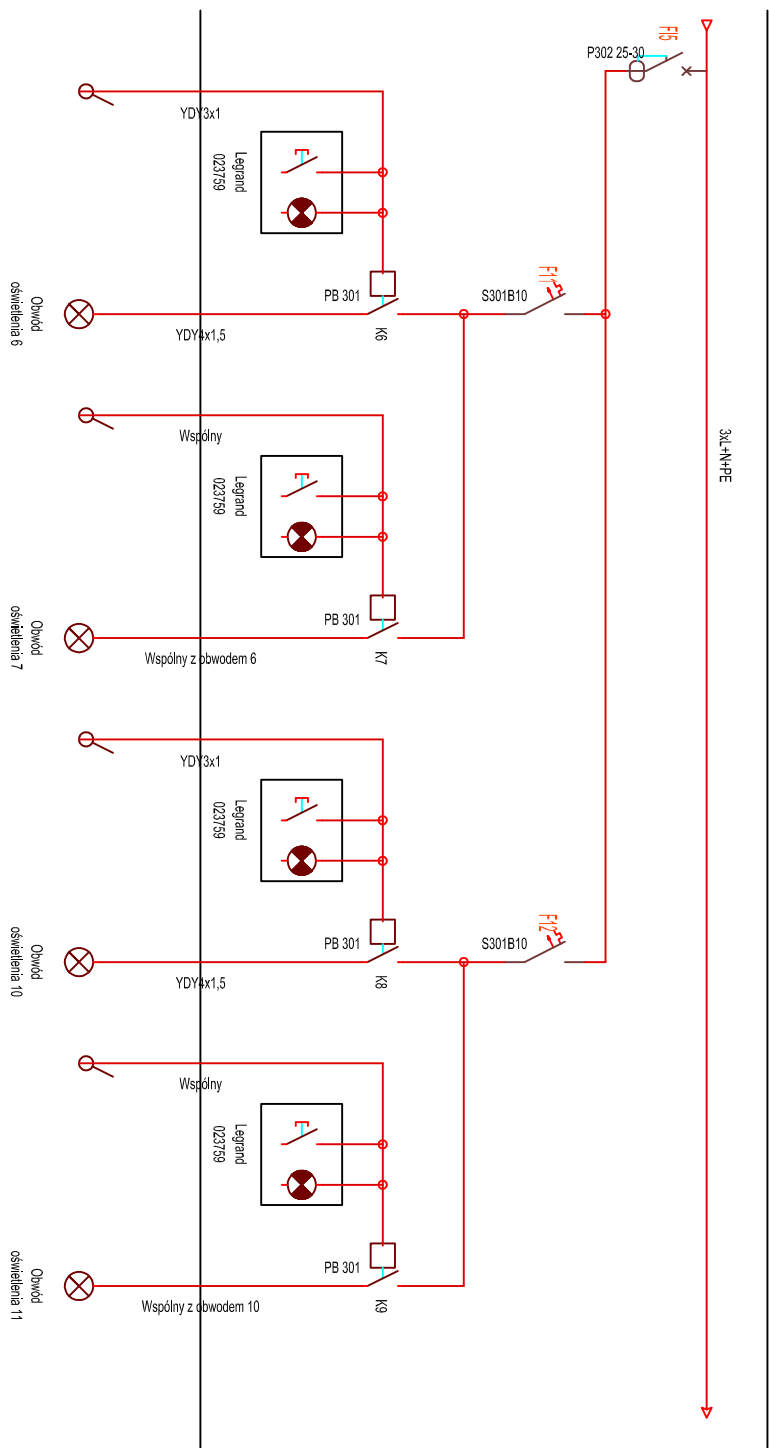 FI5
P302 25-30
YDY3x1
Legrand
023759
F11
PB 301
S301B10
K6
YDY4x1,5
Obwód
oświetlenia 6
Wspólny
Legrand
023759
3xL+N+PE
PB 301
K7
Wspólny z obwodem 6
Obwód
oświetlenia 7
YDY3x1
Legrand
023759
F12
PB 301
S301B10
K8
YDY4x1,5
Obwód
oświetlenia 10
Wspólny
Legrand
023759
PB 301
K9
Wspólny z obwodem 10
Obwód
oświetlenia 11